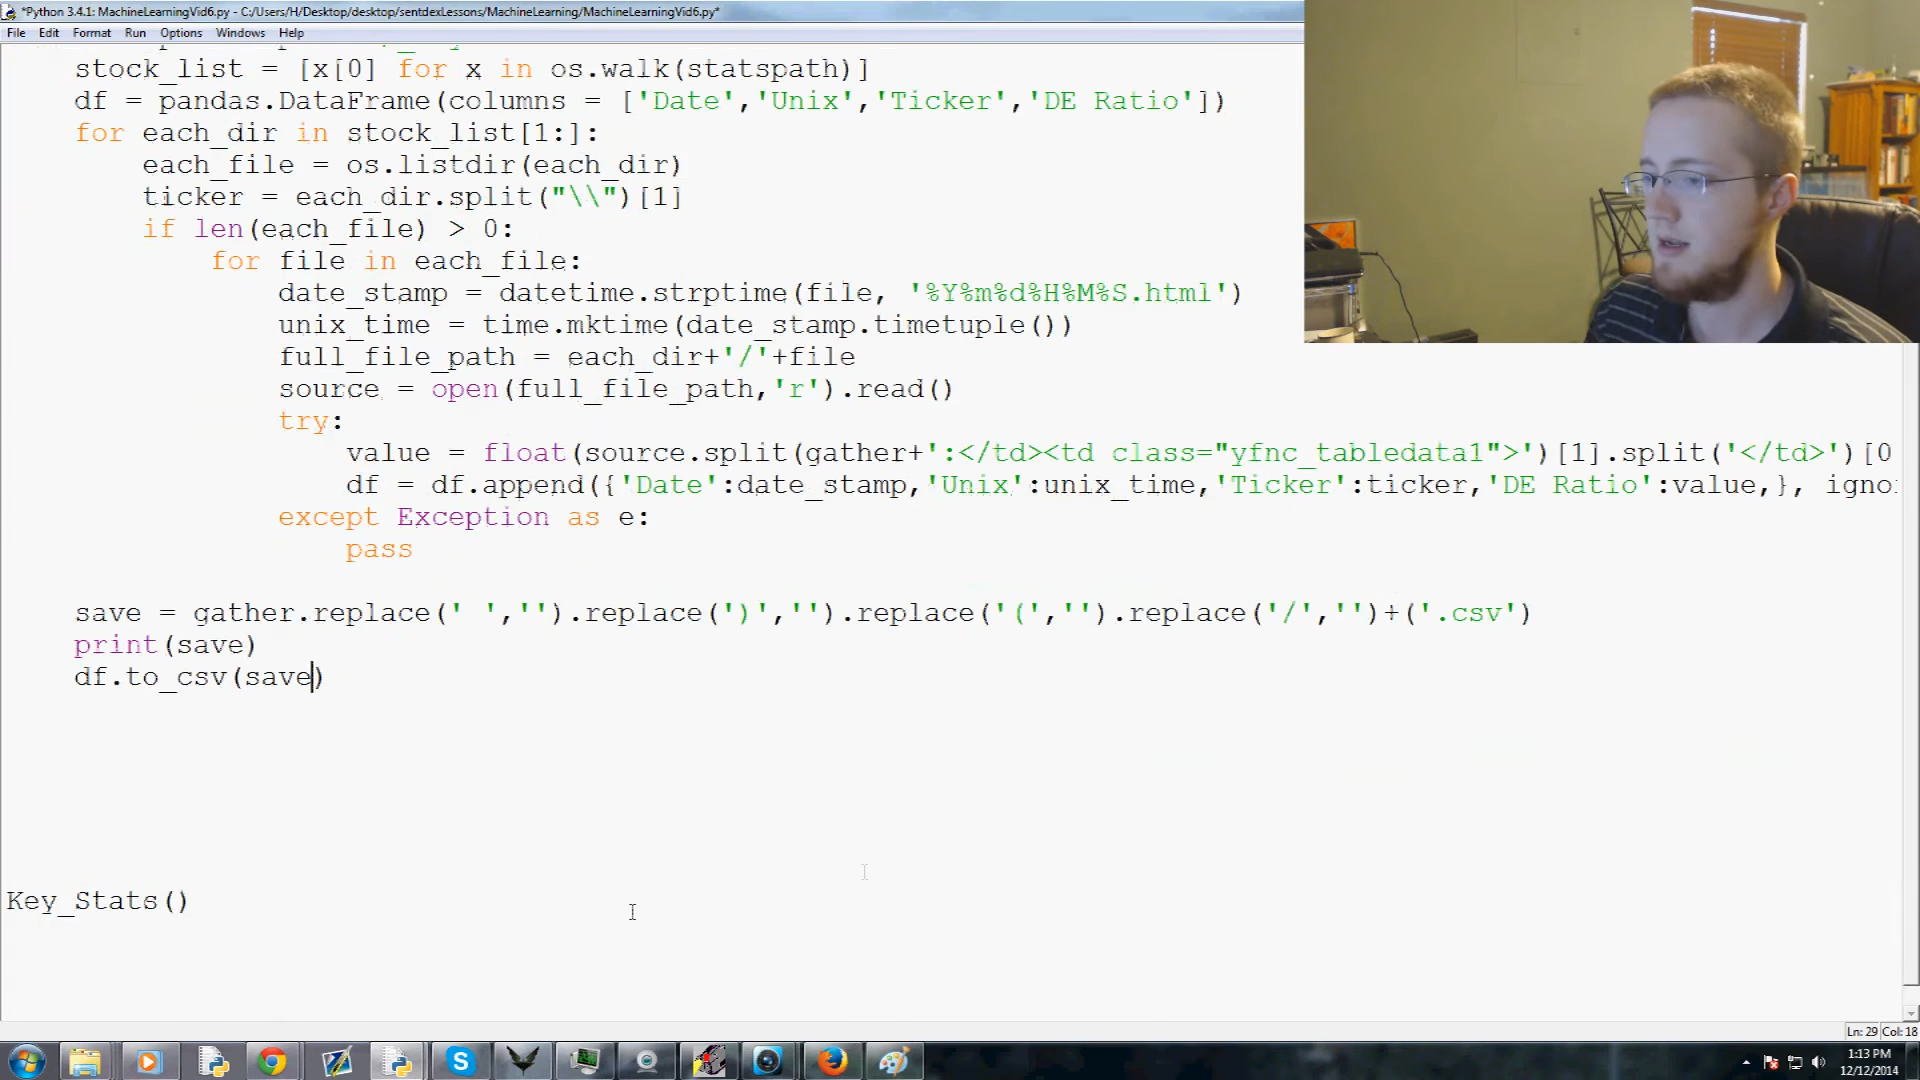 *Python 3.4.1: MachineLearningVid6.py - C:/Users/H/Desktop/desktop/sentdexLessons/MachineLearning/MachineLearningVid6.py*
File Edit Format Run Options Windows Help
stock_list = [x[0] for x in os.walk(statspath)]
df = pandas.DataFrame(columns = ['Date','Unix','Ticker','DE Ratio'])
for each_dir in stock_list[1:]:
each_file = os.listdir(each_dir)
ticker = each_dir.split("\\")[1]
if len(each_file) > 0:
for file in each_file:
date_stamp = datetime.strptime(file, '%Y%m%d%H%M%S.html')
unix_time = time.mktime(date_stamp.timetuple())
full_file_path = each_dir+'/'+file
source = open(full_file_path,'r').read()
try:
value = float(source.split(gather+':</td><td class="yfnc_tabledata1">')[1].split('</td>')[0
df = df.append({'Date':date_stamp,'Unix':unix_time,'Ticker':ticker,'DE Ratio':value,}, igno
except Exception as e:
pass
save = gather.replace(' ','').replace(')','').replace('(','').replace('/','')+('.csv')
print(save)
df.to_csv(save)
Key_Stats()
Ln: 29 Col: 18
1:13 PM
12/12/2014